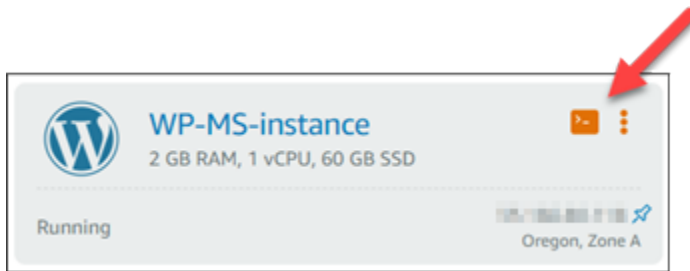 WP-MS-instance
2 GB RAM, 1 vCPU, 60 GB SSD
Running
Oregon, Zone A